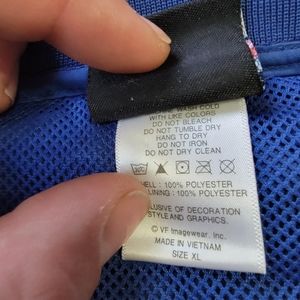 WASH COLD
WITH LIKE COLORS
DO NOT BLEACH
DO NOT TUMBLE DRY
HANG TO DRY
DO NOT IRON
DO NOT DRY CLEAN
HELL : 100% POLYESTER
LINING : 100% POLYESTER
LUSIVE OF DECORATION
STYLE AND GRAPHICS.
© VF Imagewear, Inc.
MADE IN VIETNAM
SIZE XL